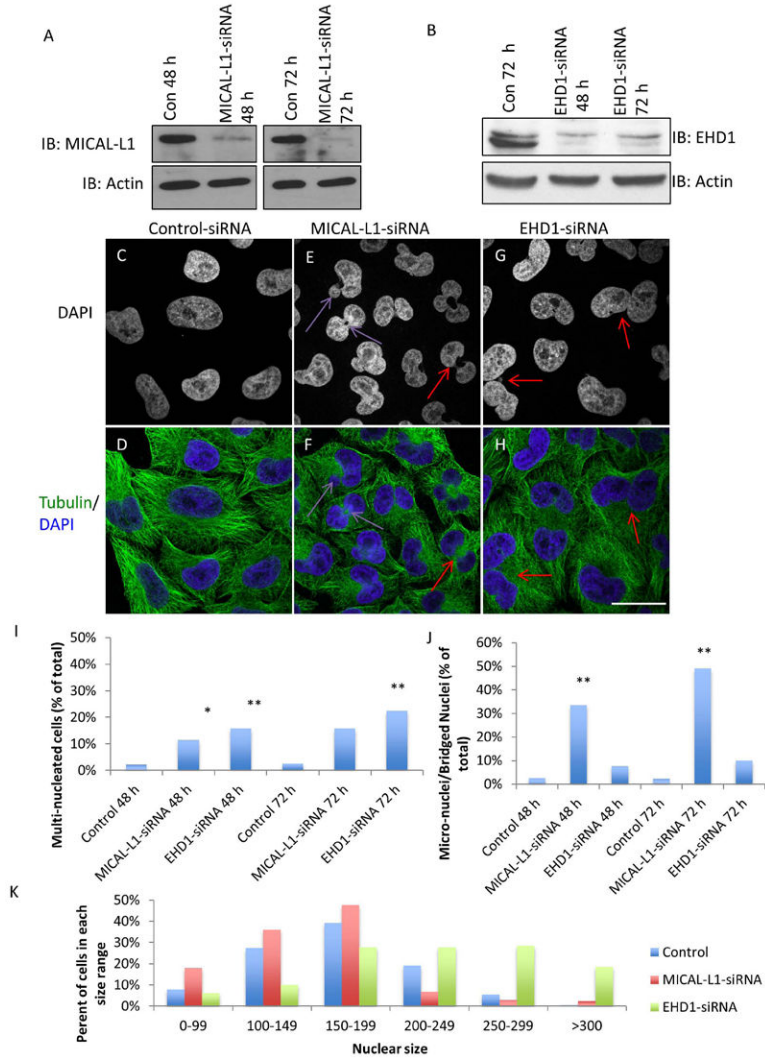 A
Con 48 h
MICAL-L1-siRNA
48 h
Con 72 h
MICAL-L1-siRNA
72 h
IB: MICAL-L1
IB: Actin
B
Con 72 h
EHD1-siRNA
48 h
EHD1-siRNA
72 h
IB: EHD1
IB: Actin
Control-siRNA
MICAL-L1-siRNA
EHD1-siRNA
DAPI
C
E
G
Tubulin/
DAPI
D
F
H
I
Multi-nucleated cells (% of total)
50%
40%
30%
20%
10%
0%
*
**
**
Control 48 h
MICAL-L1-siRNA 48 h
EHD1-siRNA 48 h
Control 72 h
MICAL-L1-siRNA 72 h
EHD1-siRNA 72 h
J
Micro-nuclei/Bridged Nuclei (% of
total)
60%
50%
40%
30%
20%
10%
0%
**
**
Control 48 h
MICAL-L1-siRNA 48 h
EHD1-siRNA 48 h
Control 72 h
MICAL-L1-siRNA 72 h
EHD1-siRNA 72 h
K
Perent of cells in each
size range
50%
40%
30%
20%
10%
0%
0-99
100-149
150-199
200-249
250-299
>300
Nuclear size
Control
MICAL-L1-siRNA
EHD1-siRNA